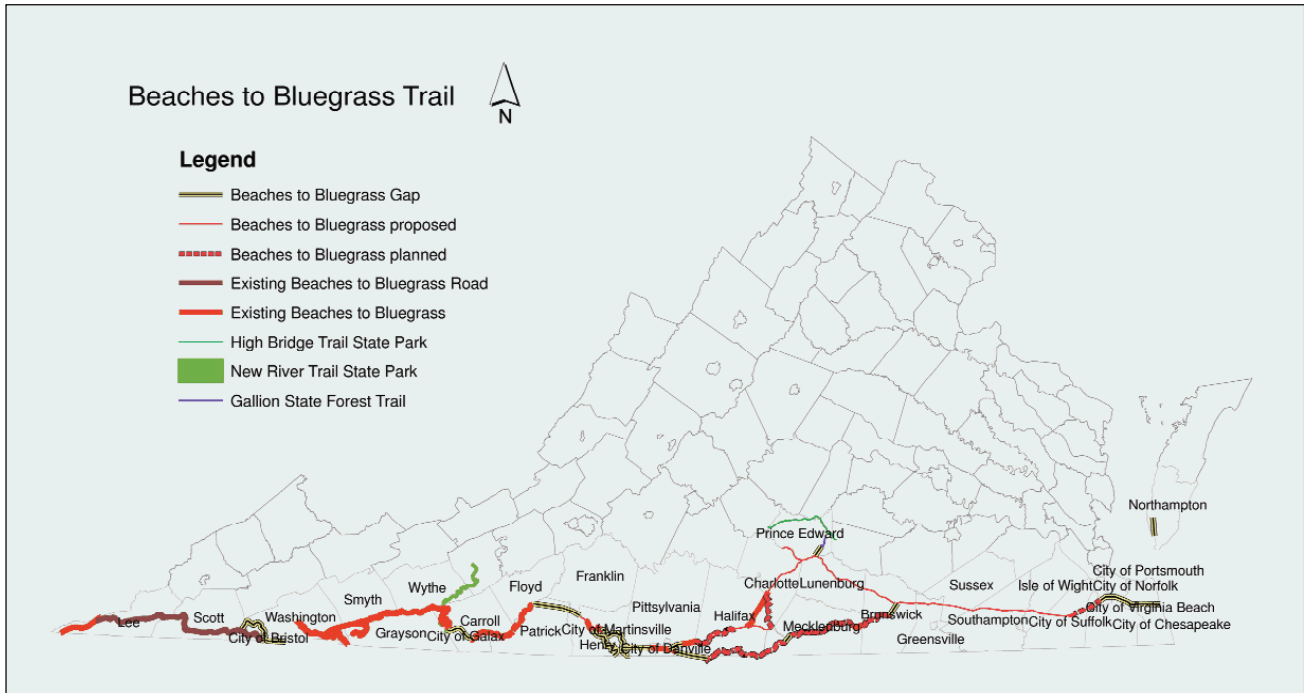 Beaches to Bluegrass Trail
N
Legend
Beaches to Bluegrass Gap
Beaches to Bluegrass proposed
Beaches to Bluegrass planned
Existing Beaches to Bluegrass Road
Existing Beaches to Bluegrass
High Bridge Trail State Park
New River Trail State Park
Gallion State Forest Trail
Northampton
Prince Edward
City of Portsmouth
Franklin
Floyd
Wythe
Smyth
Charlotte
Lunenburg
Sussex
Isle of Wight
City of Norfolk
Pittsylvania
City of Virginia Beach
Lee
Scott
Washington
Carroll
Halifax
Brunswick
Southampton
City of Suffolk
City of Chesapeake
City of Bristol
Grayson
City of Galax
Patrick
City of Martinsville
Mecklenburg
Greensville
Henry
City of Danville